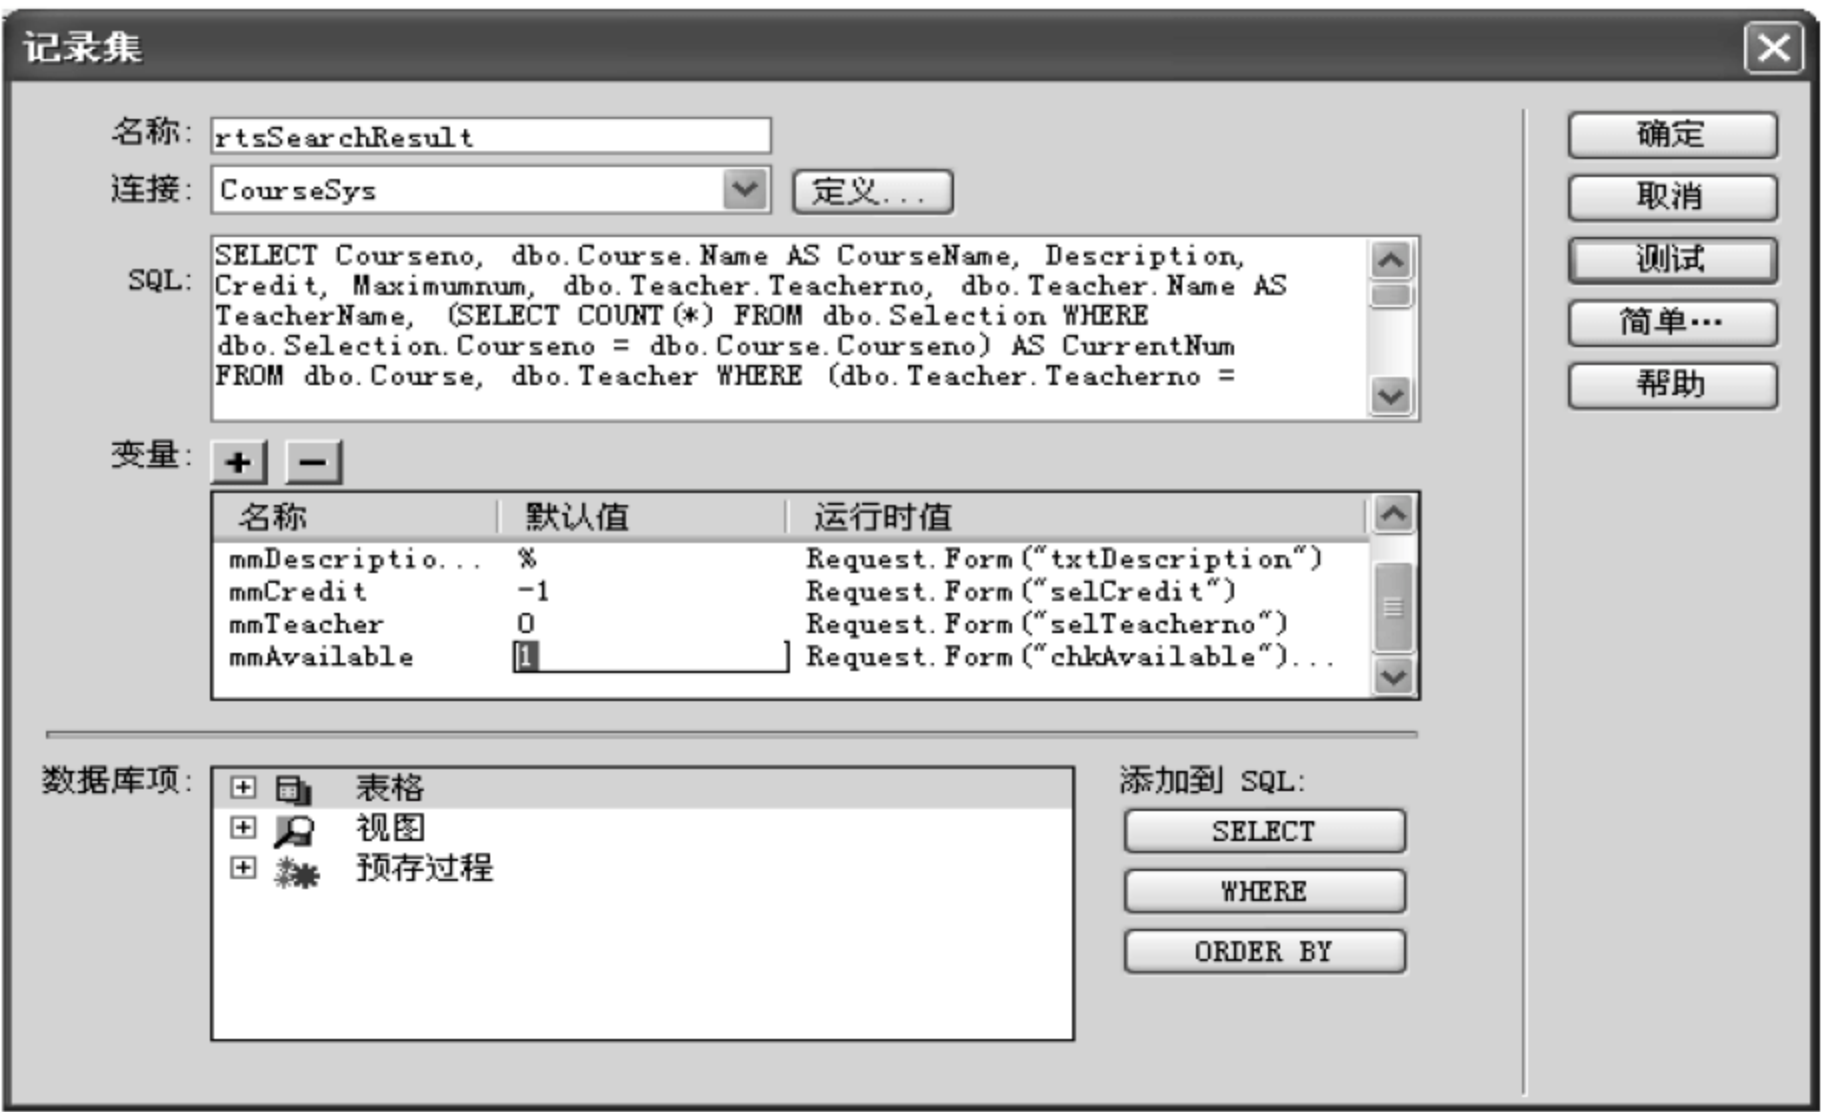 记录集
名称: rtsSearchResult
连接: CourseSys 定义...
SQL: SELECT Courseno, dbo.Course.Name AS CourseName, Description,
Credit, Maximumnum, dbo.Teacher.Teacherno, dbo.Teacher.Name AS
TeacherName, (SELECT COUNT(*) FROM dbo.Selection WHERE
dbo.Selection.Courseno = dbo.Course.Courseno) AS CurrentNum
FROM dbo.Course, dbo.Teacher WHERE (dbo.Teacher.Teacherno =
变量: + −
名称 默认值 运行时值
mmDescriptio... % Request.Form("txtDescription")
mmCredit -1 Request.Form("selCredit")
mmTeacher 0 Request.Form("selTeacherno")
mmAvailable 1 Request.Form("chkAvailable")...
数据库项:
表格
视图
预存过程
添加到 SQL:
SELECT
WHERE
ORDER BY
确定
取消
测试
简单…
帮助